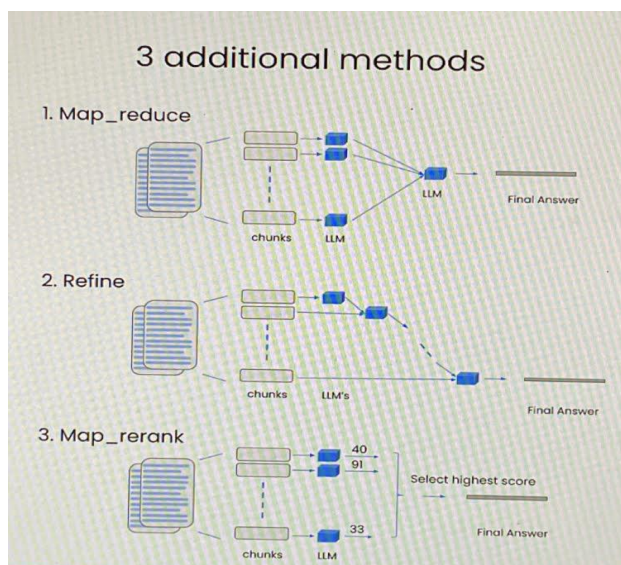 3 additional methods
1. Map_reduce
LLM
Final Answer
chunks LLM
2. Refine
chunks LLM's
Final Answer
3. Map_rerank
40
91
Select highest score
33
Final Answer
chunks LLM